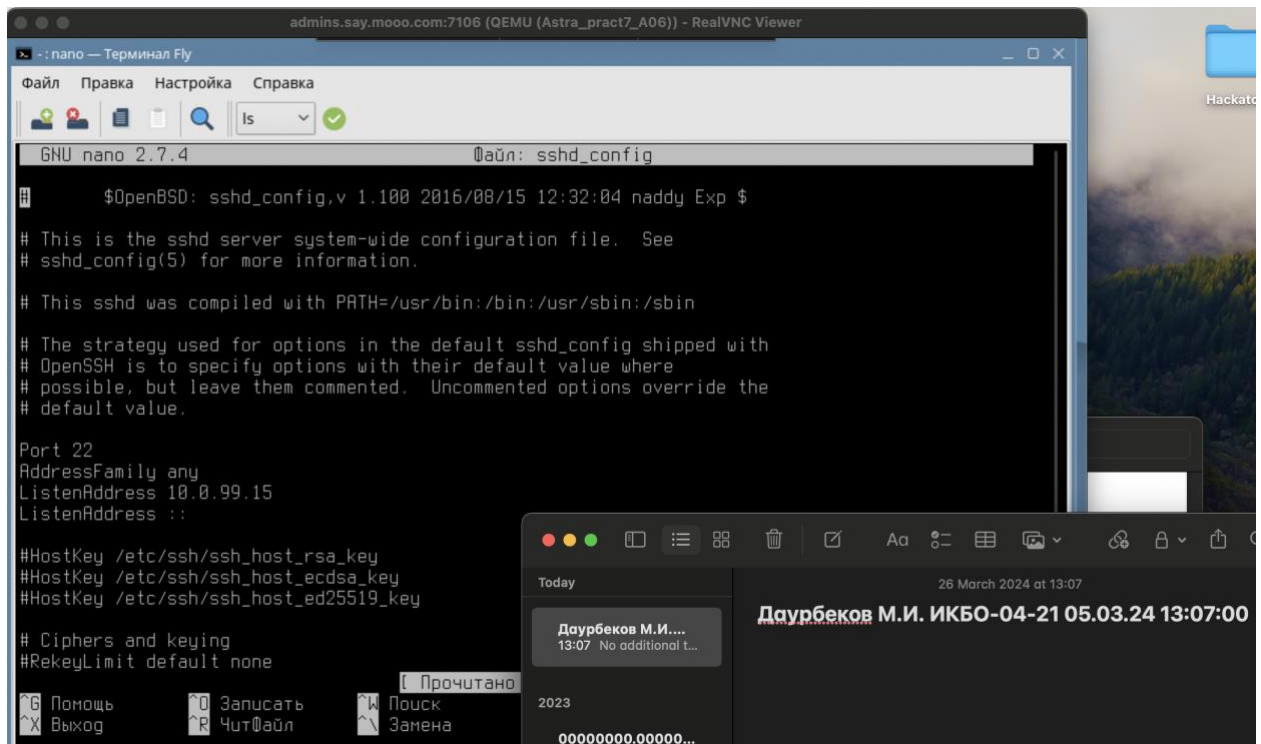 admins.say.mooo.com:7106 (QEMU (Astra_pract7_A06)) - RealVNC Viewer
- : nano — Терминал Fly
Файл Правка Настройка Справка
ls
Hackato
GNU nano 2.7.4 Файл: sshd_config
# $OpenBSD: sshd_config,v 1.100 2016/08/15 12:32:04 naddy Exp $
# This is the sshd server system-wide configuration file. See
# sshd_config(5) for more information.
# This sshd was compiled with PATH=/usr/bin:/bin:/usr/sbin:/sbin
# The strategy used for options in the default sshd_config shipped with
# OpenSSH is to specify options with their default value where
# possible, but leave them commented. Uncommented options override the
# default value.
Port 22
AddressFamily any
ListenAddress 10.0.99.15
ListenAddress ::
#HostKey /etc/ssh/ssh_host_rsa_key
#HostKey /etc/ssh/ssh_host_ecdsa_key
#HostKey /etc/ssh/ssh_host_ed25519_key
# Ciphers and keying
#RekeyLimit default none
[ Прочитано
^G Помощь ^O Записать ^W Поиск
^X Выход ^R ЧитФайл ^\ Замена
Aa
Today
Даурбеков М.И....
13:07 No additional t...
2023
00000000.00000...
26 March 2024 at 13:07
Даурбеков М.И. ИКБО-04-21 05.03.24 13:07:00